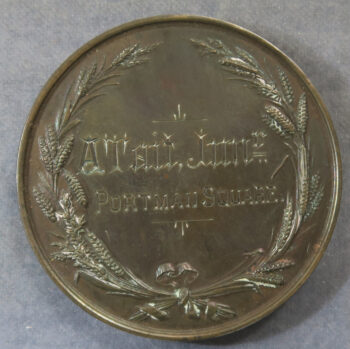 A Tait, Junr.
PORTMAN SQUARE.